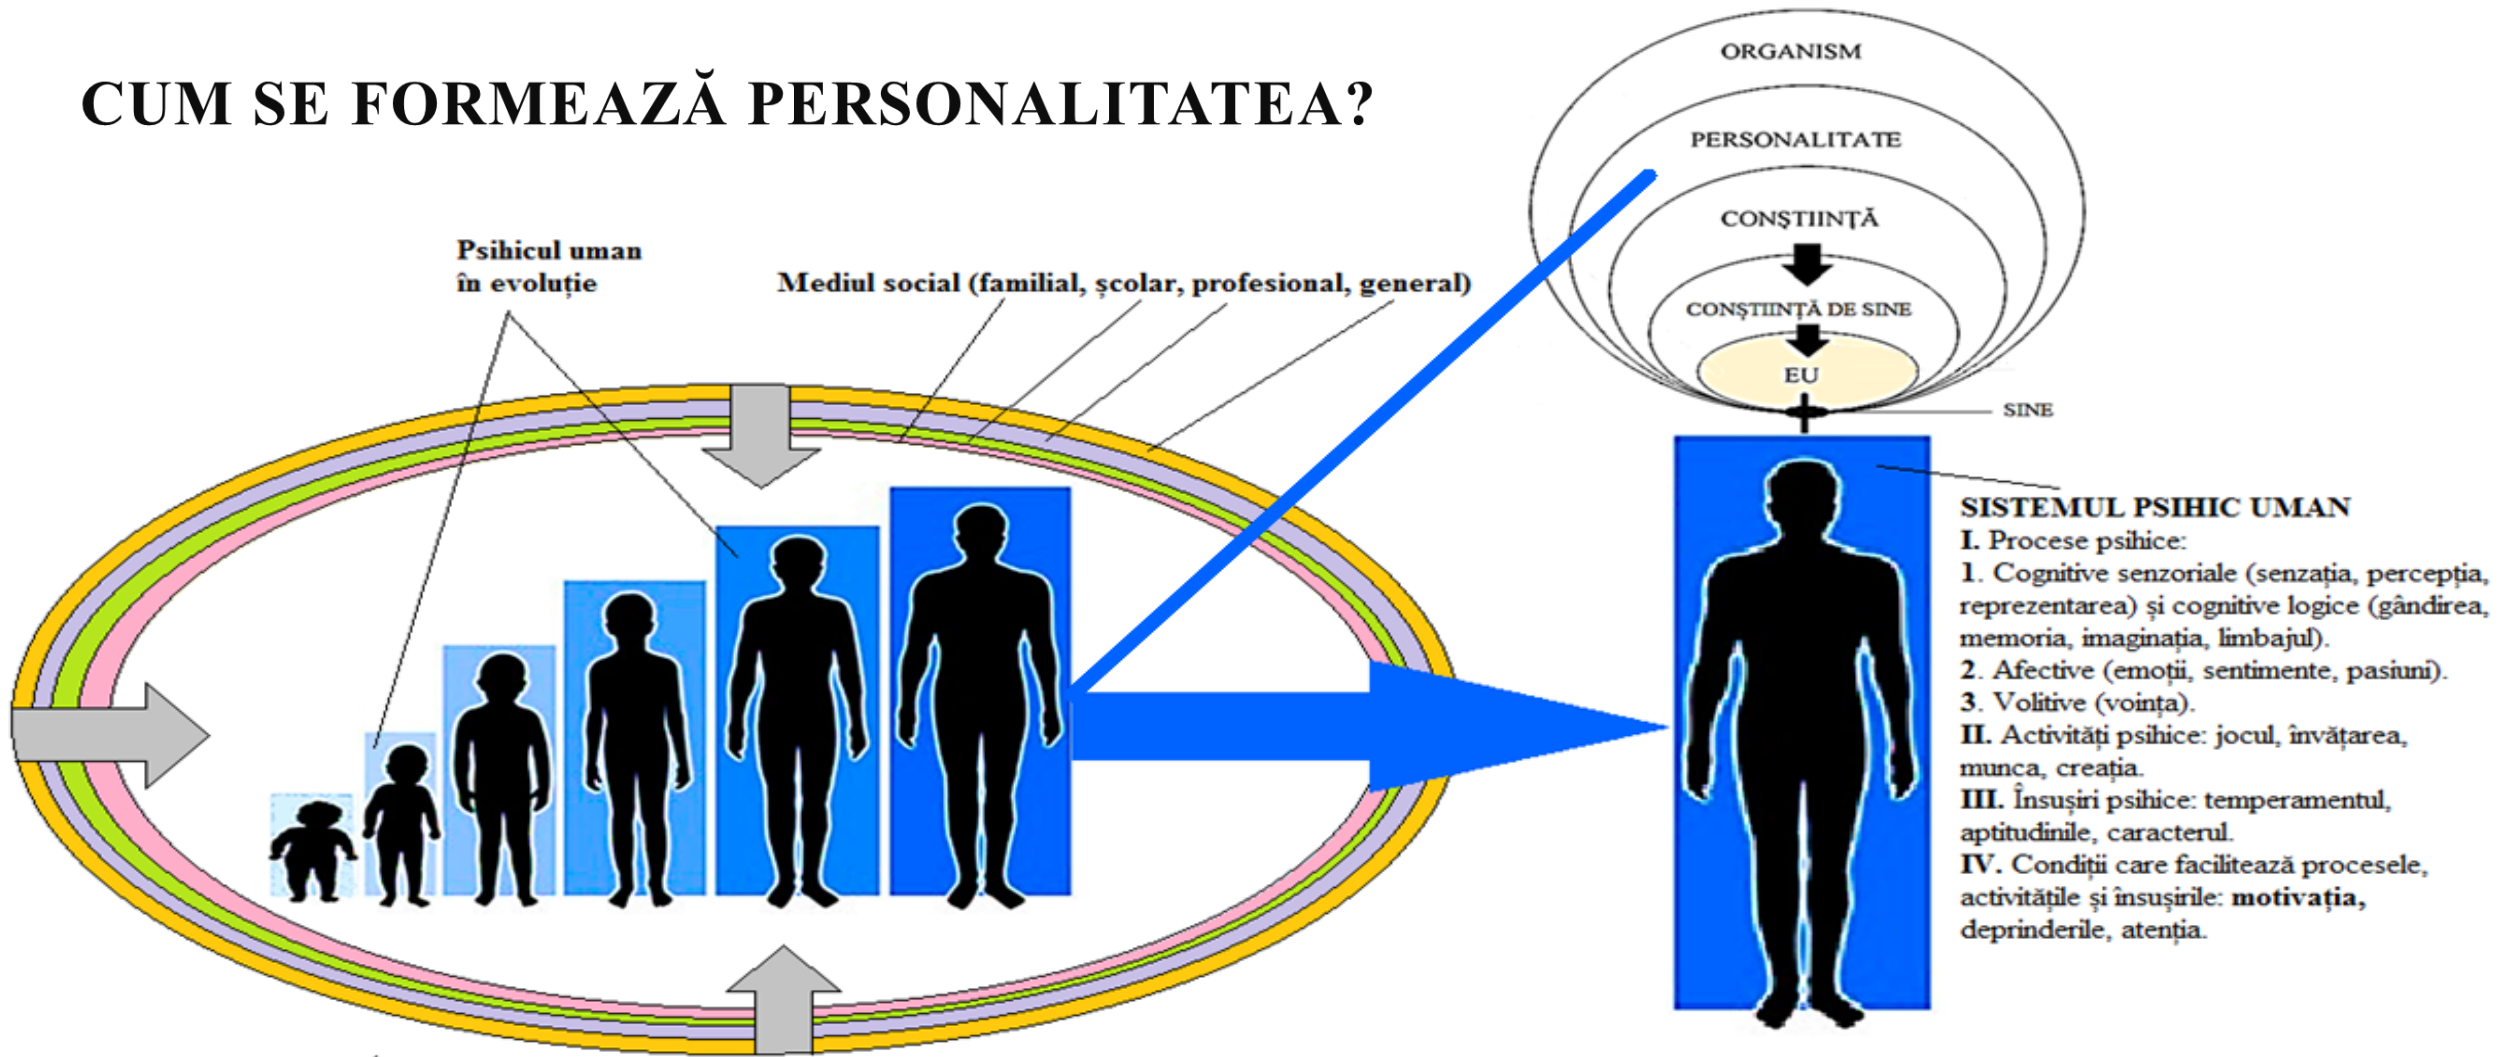 CUM SE FORMEAZĂ PERSONALITATEA?
Psihicul uman
în evoluție
Mediul social (familial, școlar, profesional, general)
ORGANISM
PERSONALITATE
CONȘTIINȚĂ
CONȘTIINȚĂ DE SINE
EU
SINE
SISTEMUL PSIHIC UMAN
I. Procese psihice:
1. Cognitive senzoriale (senzația, percepția,
reprezentarea) și cognitive logice (gândirea,
memoria, imaginația, limbajul).
2. Afective (emoții, sentimente, pasiuni).
3. Volitive (voința).
II. Activități psihice: jocul, învățarea,
munca, creația.
III. Însușiri psihice: temperamentul,
aptitudinile, caracterul.
IV. Condiții care facilitează procesele,
activitățile și însușirile: motivația,
deprinderile, atenția.